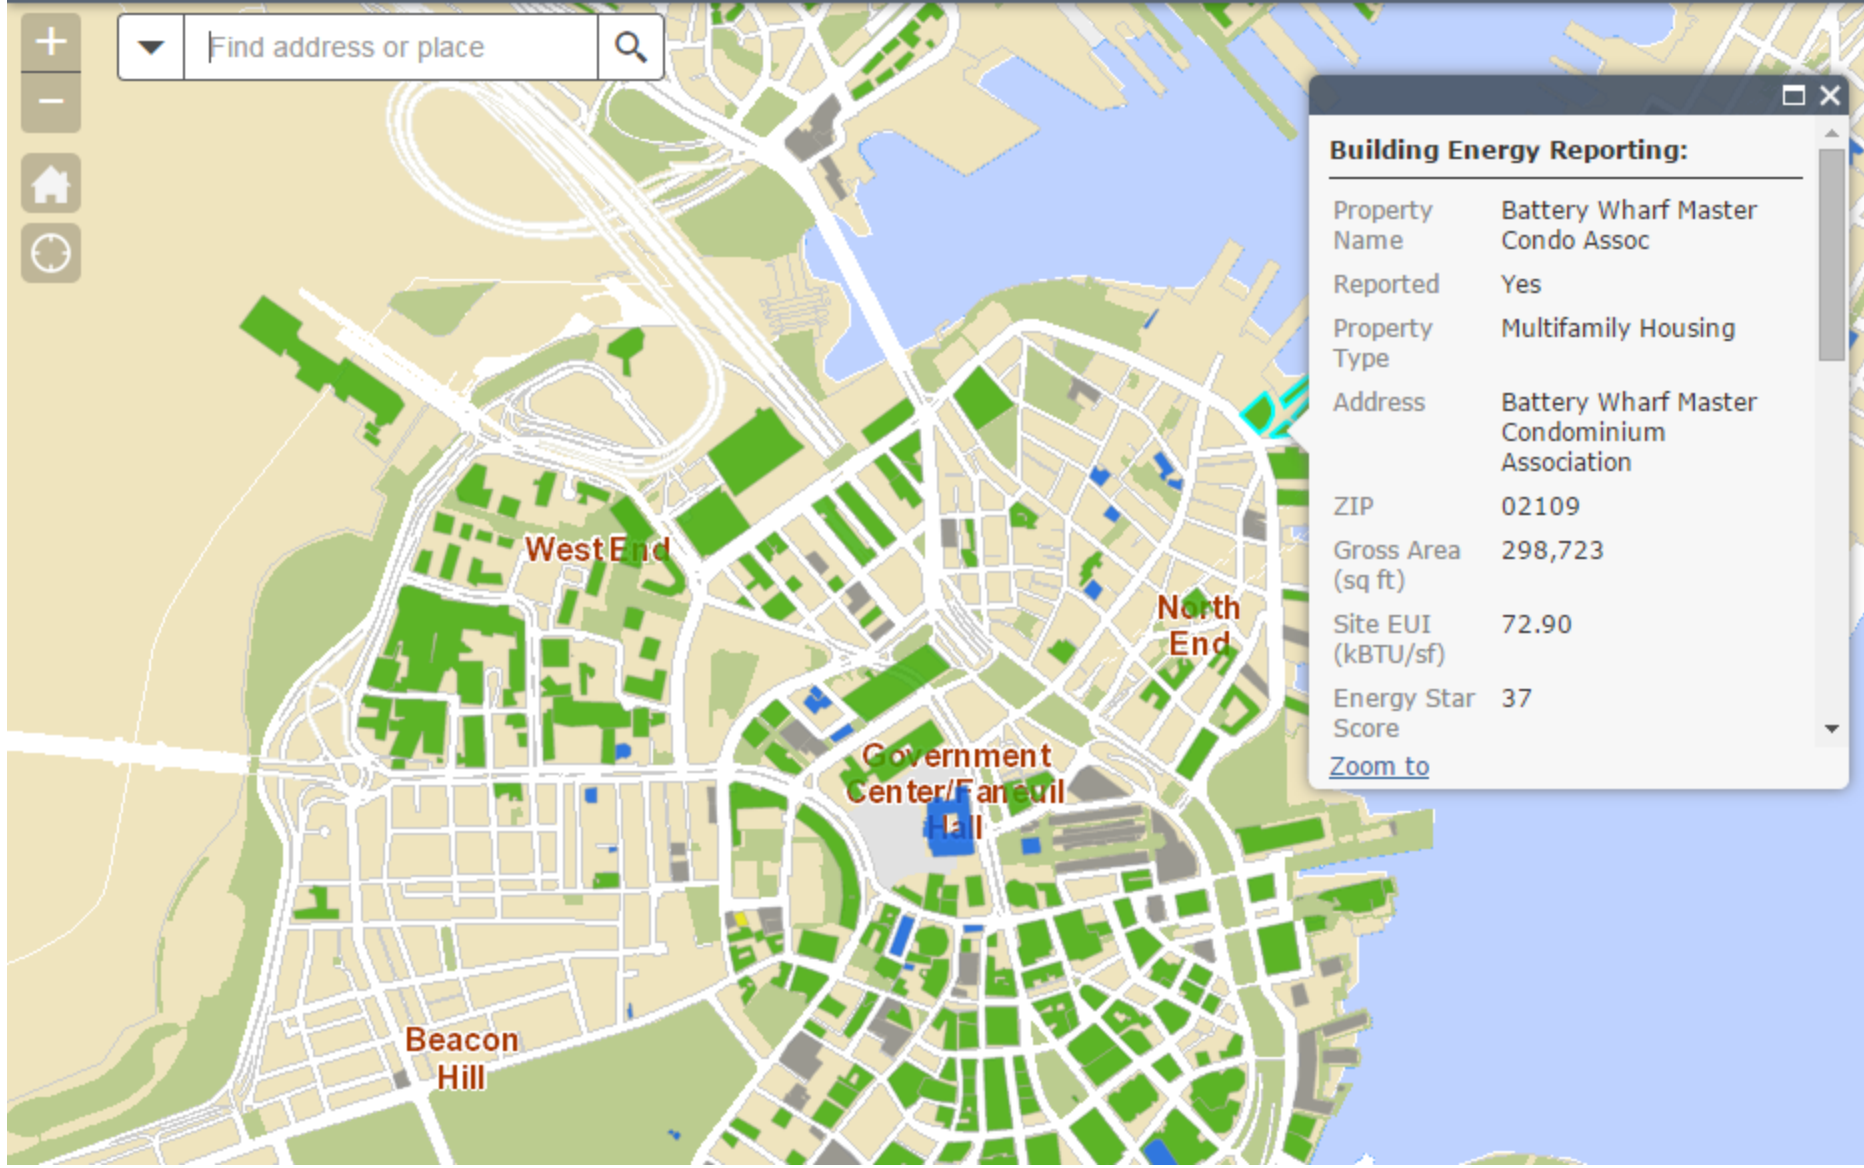 Find address or place
Building Energy Reporting:
Property Name
Battery Wharf Master
Condo Assoc
Reported
Yes
Property Type
Multifamily Housing
Address
Battery Wharf Master
Condominium
Association
ZIP
02109
Gross Area
(sq ft)
298,723
Site EUI
(kBTU/sf)
72.90
Energy Star
Score
37
Zoom to
West End
North
End
Government
Center/Faneuil
Hall
Beacon
Hill